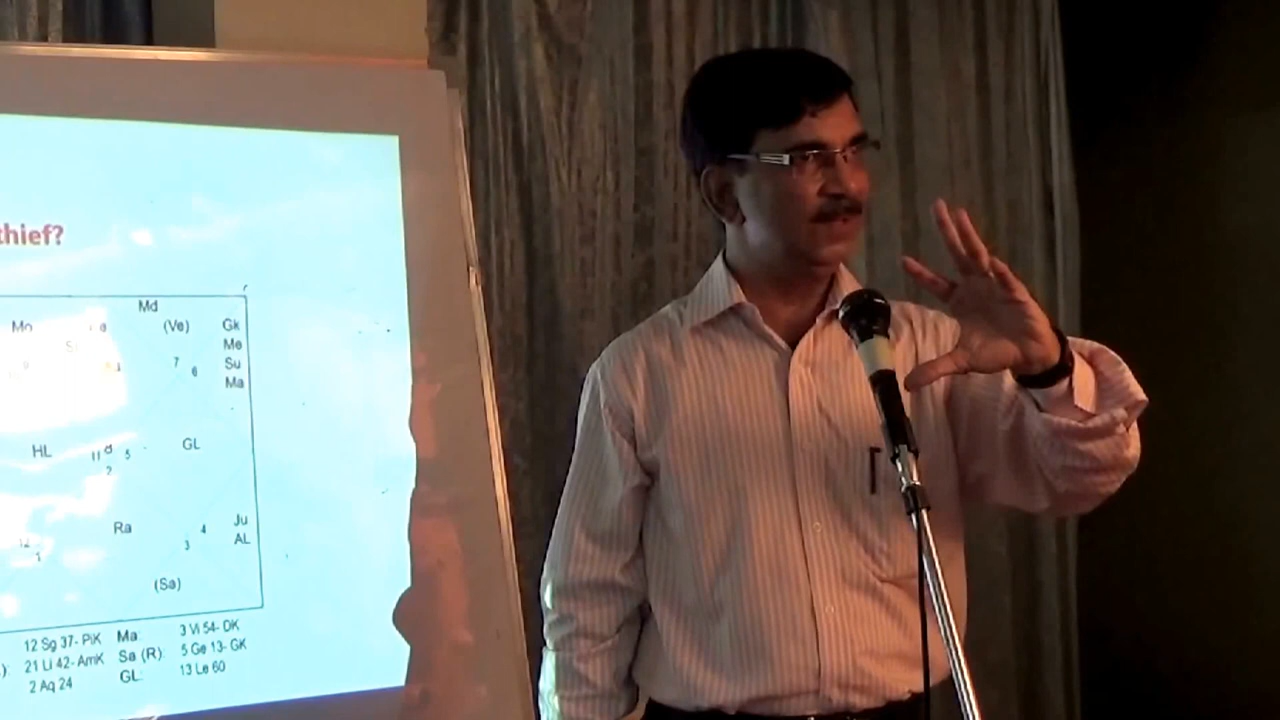 thief?
Md
Mo (Ve) Gk
Me
Su
7 6 Ma
HL 11 8 5 GL
2
Ra 4 Ju
12 3 AL
1
(Sa)
12 Sg 37- PiK Ma: 3 Vi 54- DK
): 21 Li 42- AmK Sa (R): 5 Ge 13- GK
2 Aq 24 GL: 13 Le 60